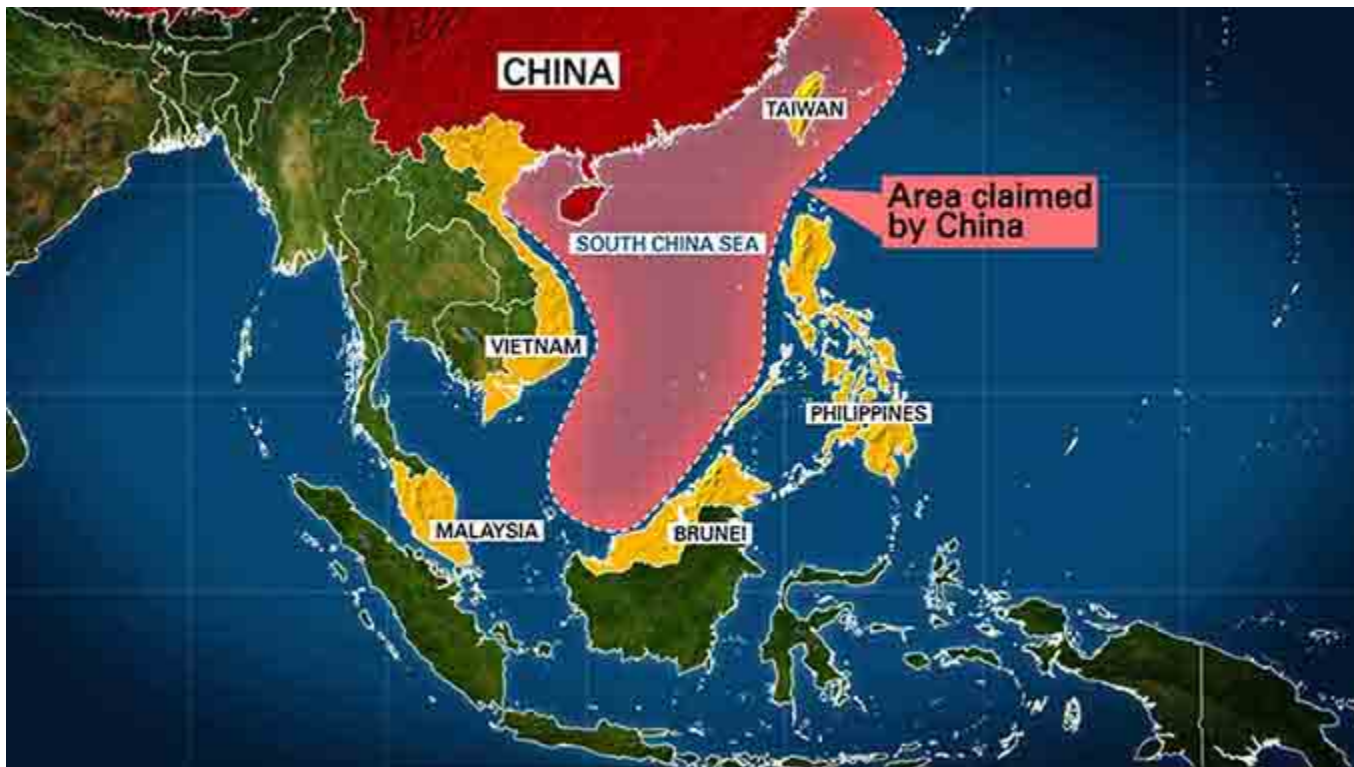 CHINA
TAIWAN
Area claimed
by China
SOUTH CHINA SEA
VIETNAM
PHILIPPINES
MALAYSIA
BRUNEI